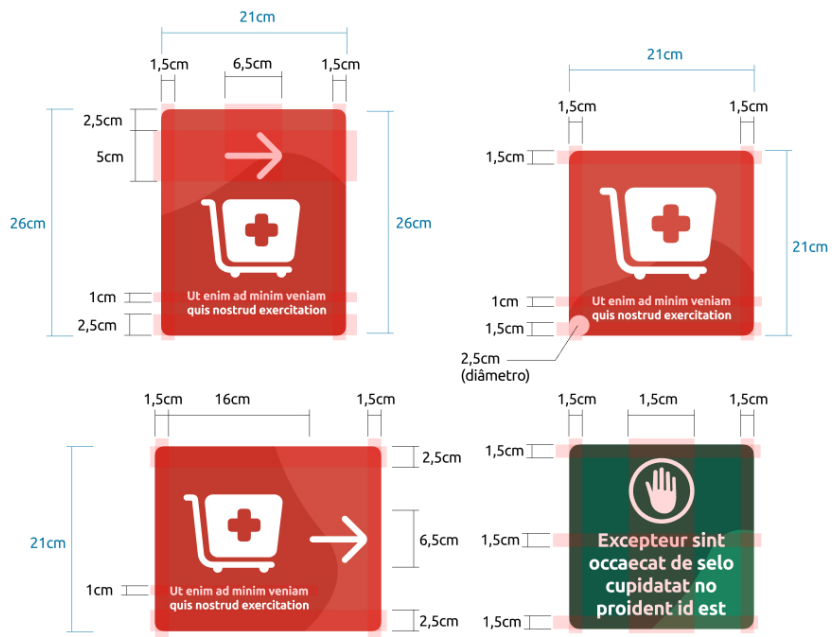 21cm
1,5cm
6,5cm
1,5cm
2,5cm
5cm
26cm
26cm
1cm
2,5cm
Ut enim ad minim veniam
quis nostrud exercitation
21cm
1,5cm
1,5cm
1,5cm
21cm
1cm
1,5cm
Ut enim ad minim veniam
quis nostrud exercitation
2,5cm
(diâmetro)
1,5cm
16cm
1,5cm
2,5cm
21cm
6,5cm
1cm
Ut enim ad minim veniam
quis nostrud exercitation
2,5cm
1,5cm
1,5cm
1,5cm
1,5cm
1,5cm
1,5cm
Excepteur sint
occaecat de selo
cupidatat no
proident id est